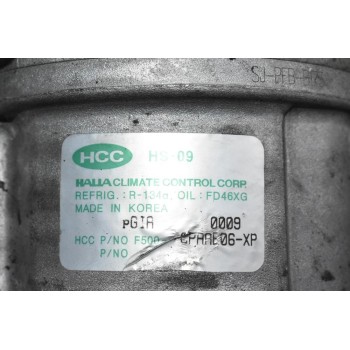 SJ-DFB
HCC HS-09
HALLA CLIMATE CONTROL CORP.
REFRIG.: R-134a, OIL: FD46XG
MADE IN KOREA
PGIA 0009
HCC P/NO F500-
P/NO